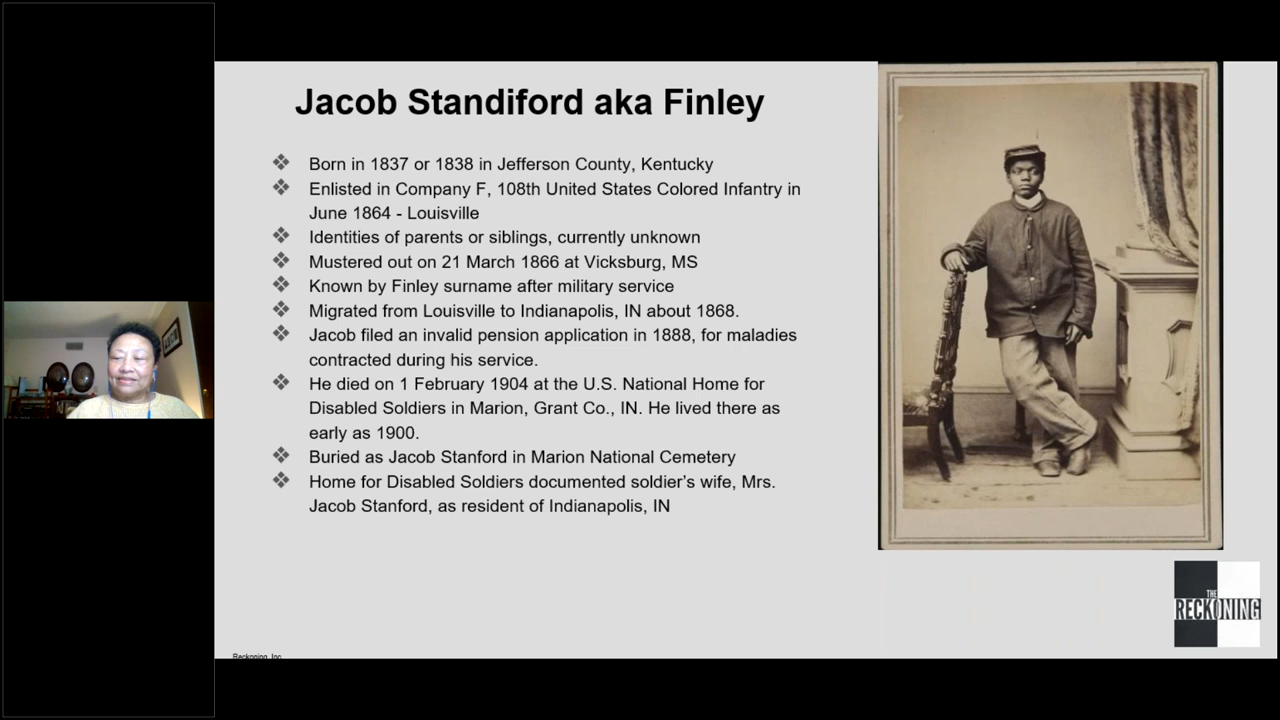 Jacob Standiford aka Finley
Born in 1837 or 1838 in Jefferson County, Kentucky
Enlisted in Company F, 108th United States Colored Infantry in
June 1864 - Louisville
Identities of parents or siblings, currently unknown
Mustered out on 21 March 1866 at Vicksburg, MS
Known by Finley surname after military service
Migrated from Louisville to Indianapolis, IN about 1868.
Jacob filed an invalid pension application in 1888, for maladies
contracted during his service.
He died on 1 February 1904 at the U.S. National Home for
Disabled Soldiers in Marion, Grant Co., IN. He lived there as
early as 1900.
Buried as Jacob Stanford in Marion National Cemetery
Home for Disabled Soldiers documented soldier's wife, Mrs.
Jacob Stanford, as resident of Indianapolis, IN
THE
RECKONING
Reckoning, Inc.